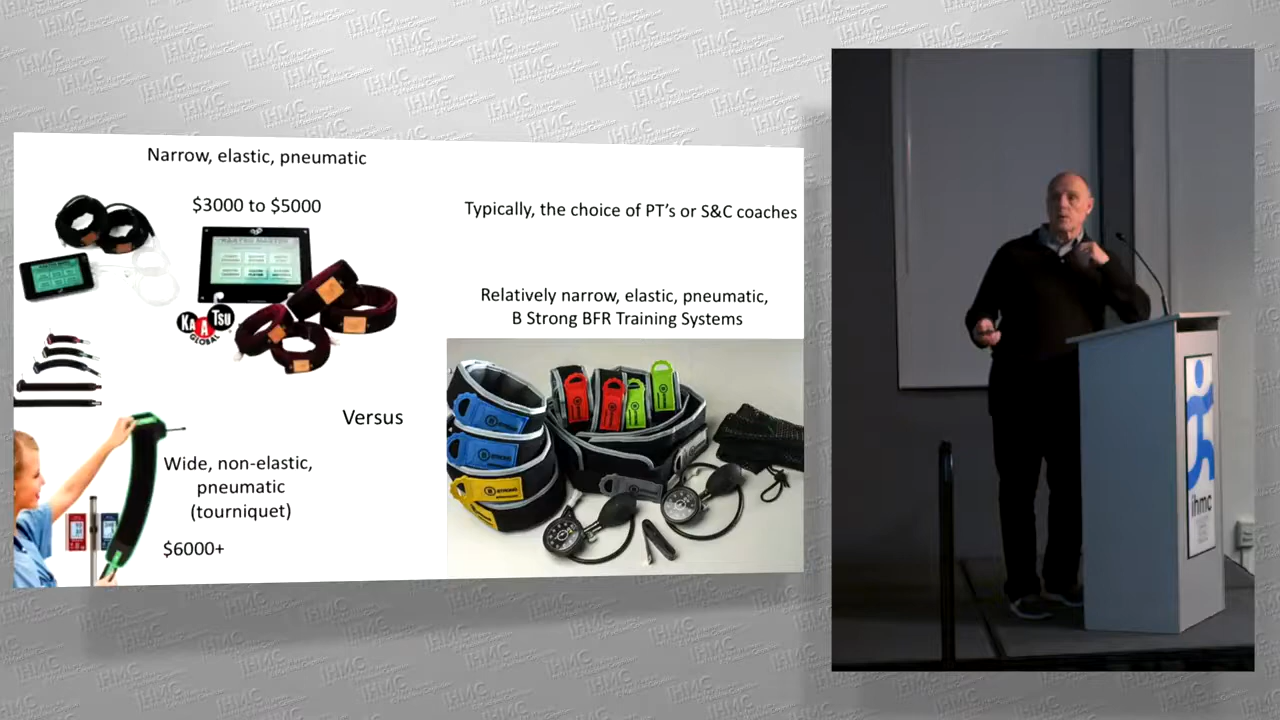 Narrow, elastic, pneumatic
$3000 to $5000
Typically, the choice of PT's or S&C coaches
KAATSU
GLOBAL
Relatively narrow, elastic, pneumatic,
B Strong BFR Training Systems
Versus
Wide, non-elastic,
pneumatic
(tourniquet)
$6000+
ihmc
IHMC